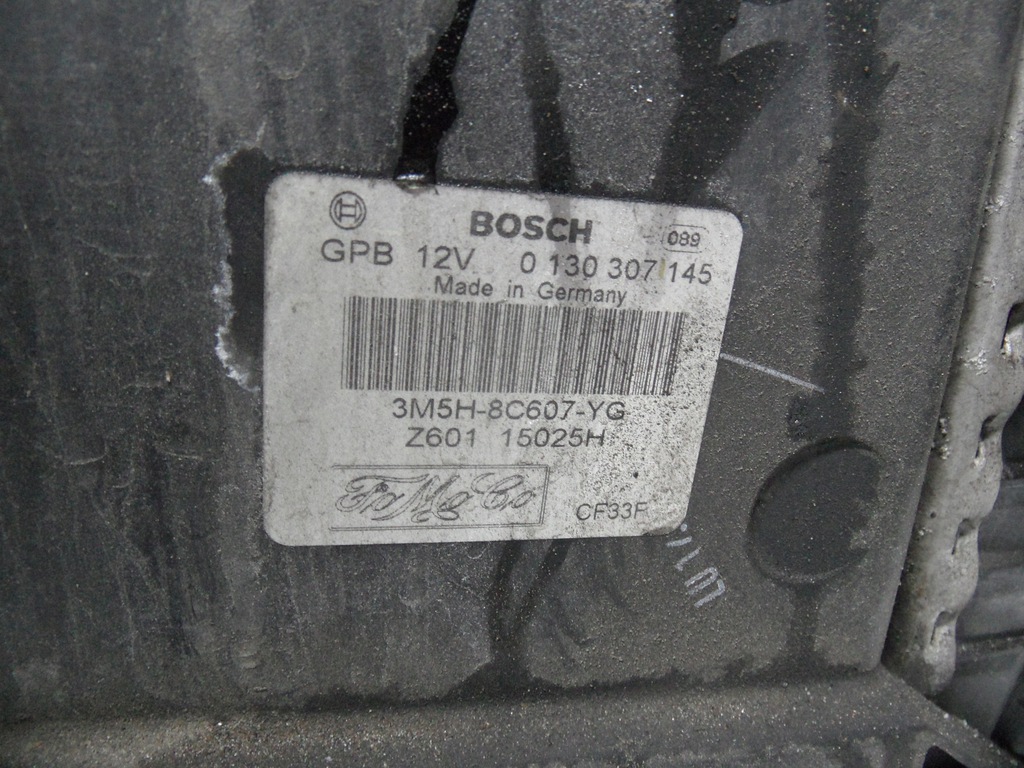 BOSCH
089
GPB 12V 0 130 307 145
Made in Germany
3M5H-8C607-YG
Z601 15025H
FoMoCo
CF33F